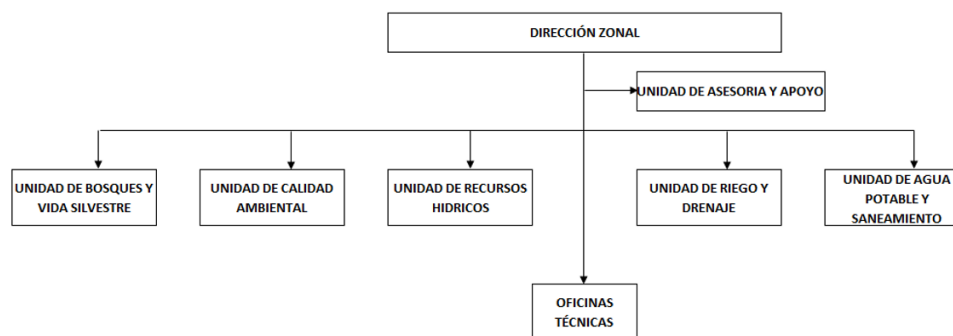 DIRECCIÓN ZONAL
UNIDAD DE ASESORIA Y APOYO
UNIDAD DE BOSQUES Y
VIDA SILVESTRE
UNIDAD DE CALIDAD
AMBIENTAL
UNIDAD DE RECURSOS
HIDRICOS
UNIDAD DE RIEGO Y
DRENAJE
UNIDAD DE AGUA
POTABLE Y
SANEAMIENTO
OFICINAS
TÉCNICAS